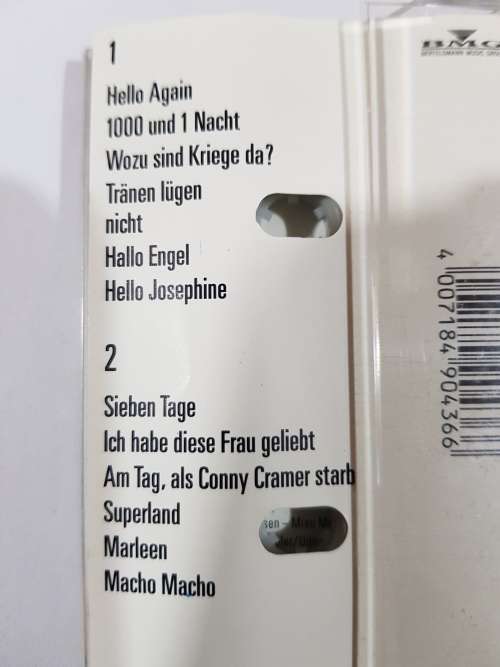 1
Hello Again
1000 und 1 Nacht
Wozu sind Kriege da?
Tränen lügen
nicht
Hallo Engel
Hello Josephine
2
Sieben Tage
Ich habe diese Frau geliebt
Am Tag, als Conny Cramer starb
Superland
Marleen
Macho Macho
BMG
4 007184 904366